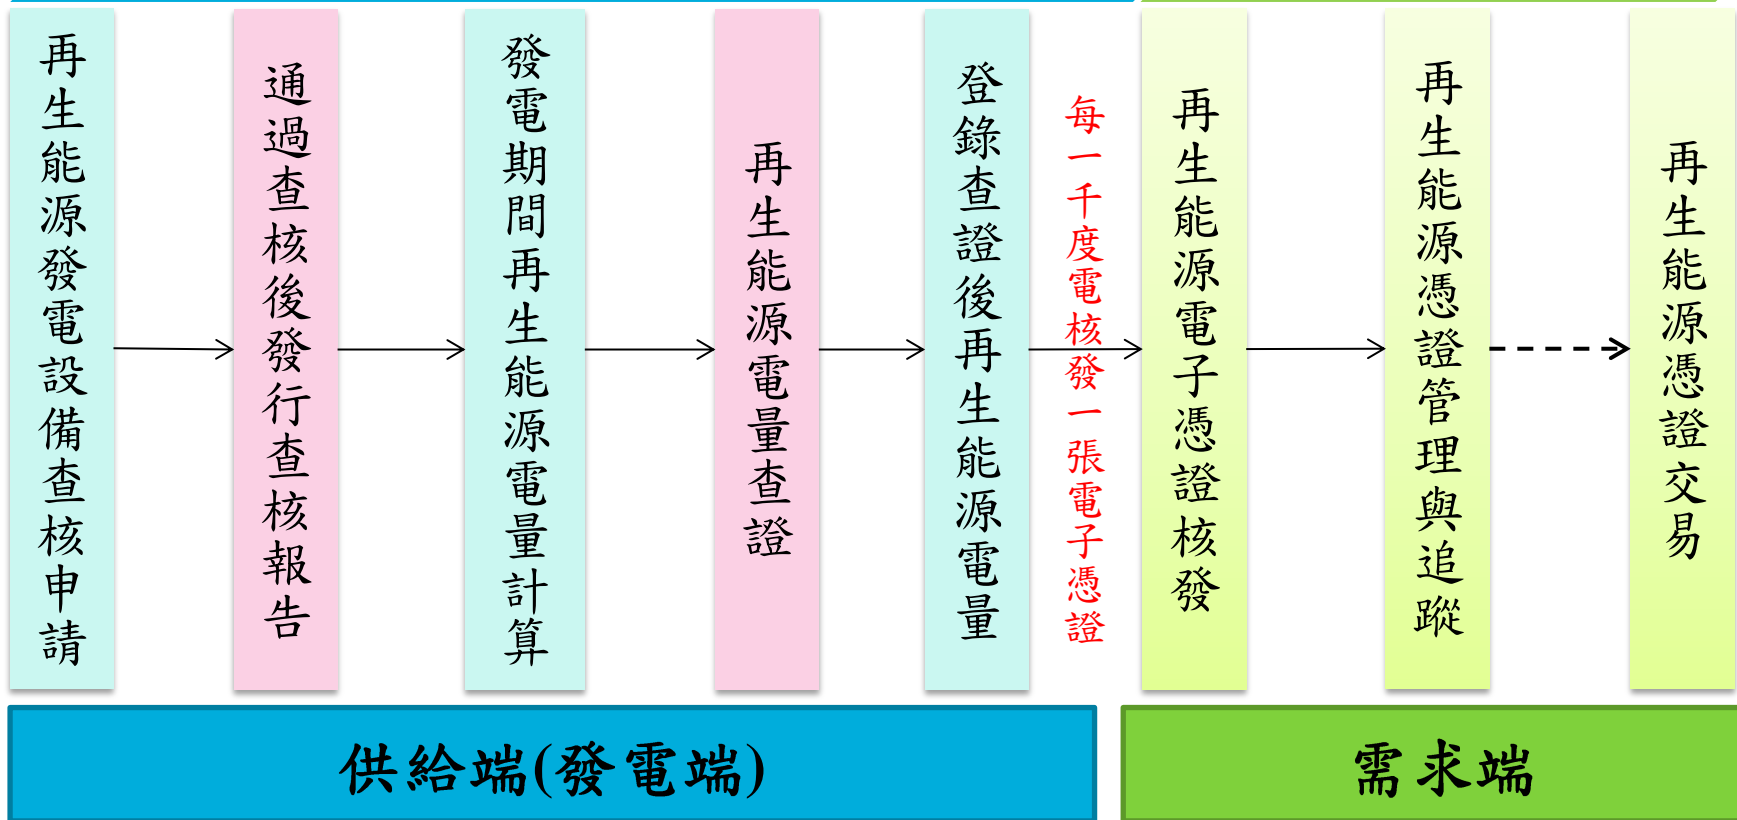 再生能源發電設備查核申請
通過查核後發行查核報告
發電期間再生能源電量計算
再生能源電量查證
登錄查證後再生能源電量
每一千度電核發一張電子憑證
再生能源電子憑證核發
再生能源憑證管理與追蹤
再生能源憑證交易
供給端(發電端)
需求端